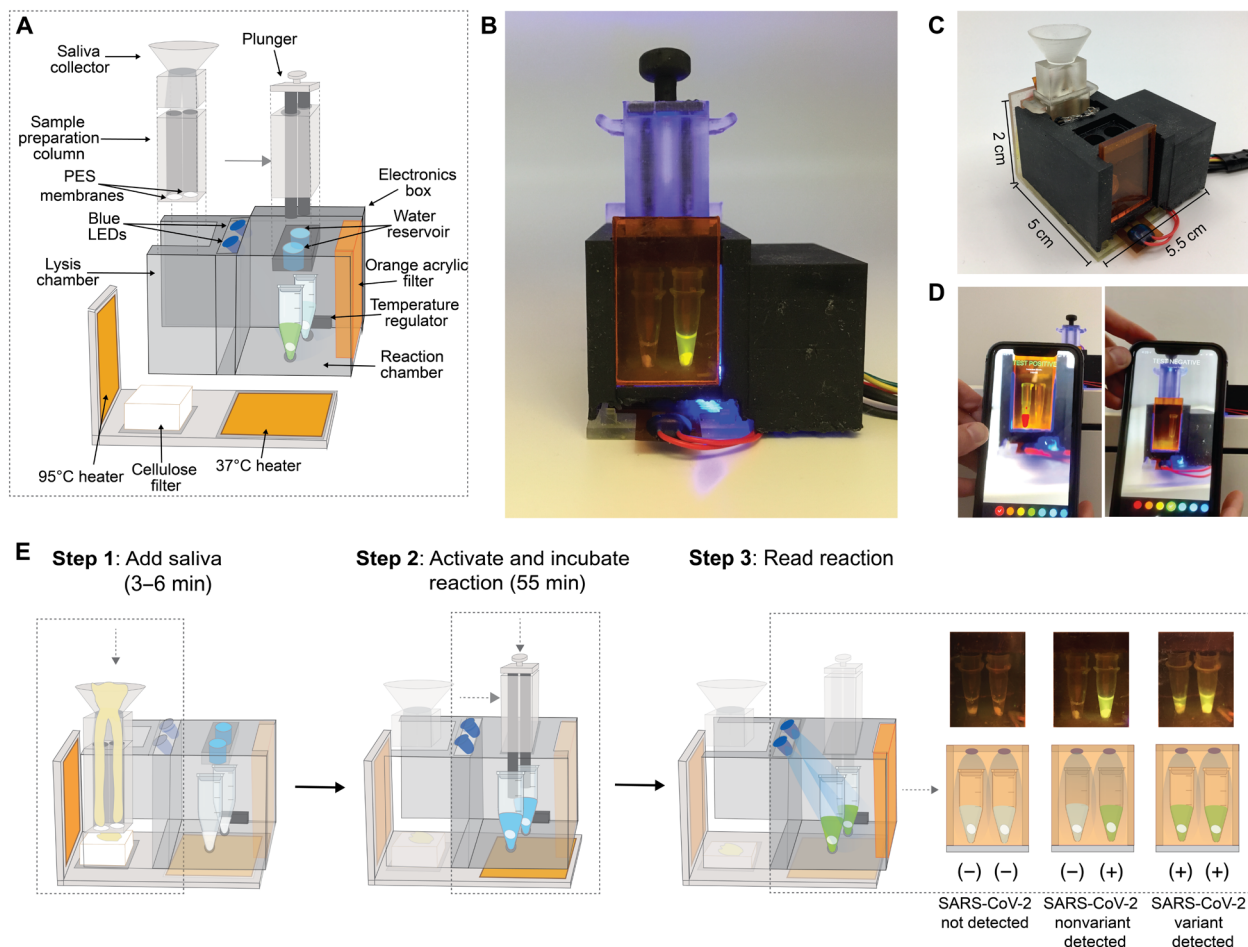 A
Saliva
collector
Plunger
Sample
preparation
column
PES
membranes
Electronics
box
Blue
LEDs
Water
reservoir
Lysis
chamber
Orange acrylic
filter
Temperature
regulator
Reaction
chamber
95°C heater
Cellulose
filter
37°C heater
B
C
2 cm
5 cm
5.5 cm
D
TEST POSITIVE
TEST NEGATIVE
E
Step 1: Add saliva
(3–6 min)
Step 2: Activate and incubate
reaction (55 min)
Step 3: Read reaction
(–) (–)
SARS-CoV-2
not detected
(–) (+)
SARS-CoV-2
nonvariant
detected
(+) (+)
SARS-CoV-2
variant
detected